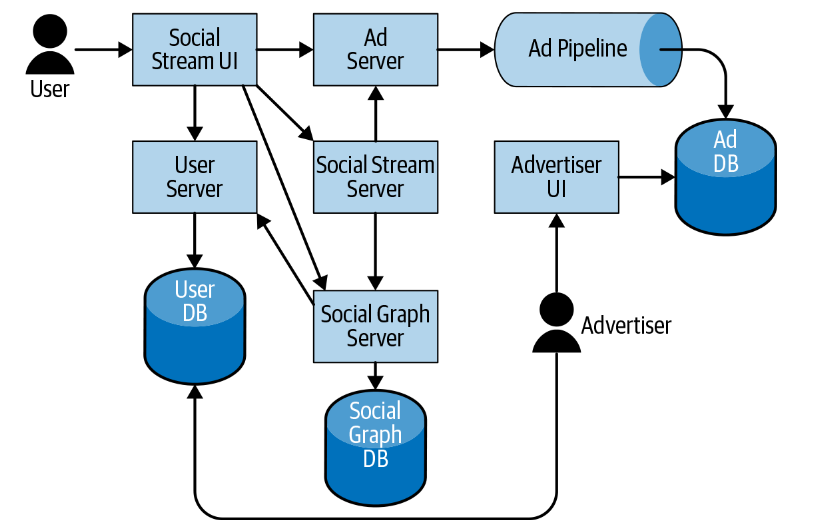 Social
Stream UI
Ad
Server
Ad Pipeline
User
User
Server
Social Stream
Server
Advertiser
UI
Ad
DB
User
DB
Social Graph
Server
Advertiser
Social
Graph
DB